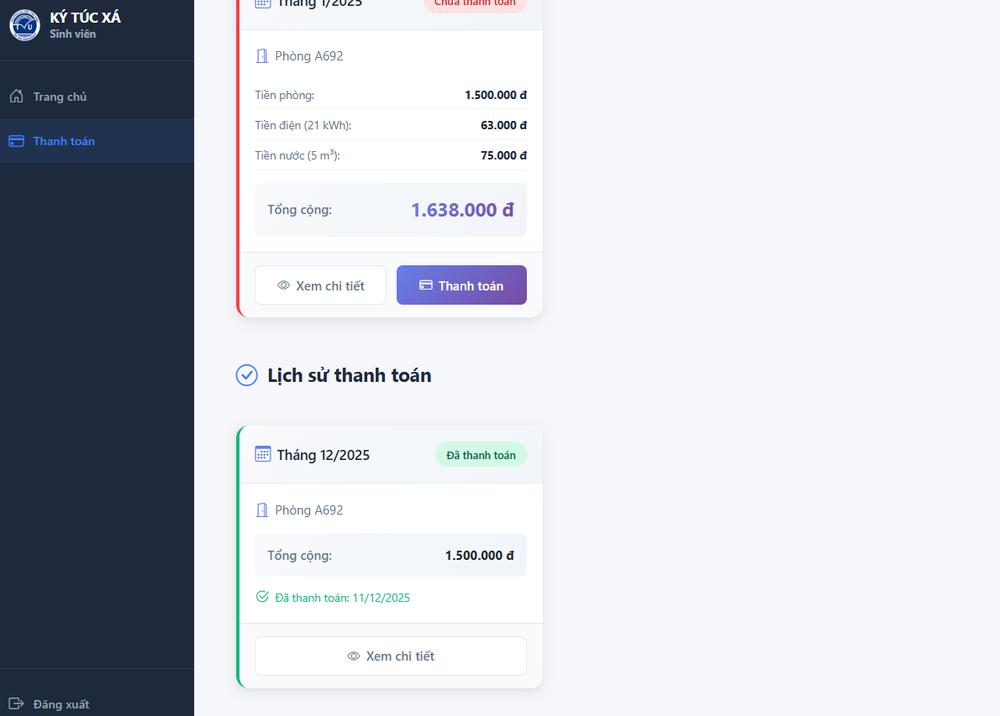 KÝ TÚC XÁ
Sinh viên
Trang chủ
Thanh toán
Đăng xuất
Tháng 1/2025
Chưa thanh toán
Phòng A692
Tiền phòng: 1.500.000 đ
Tiền điện (21 kWh): 63.000 đ
Tiền nước (5 m³): 75.000 đ
Tổng cộng: 1.638.000 đ
Xem chi tiết
Thanh toán
Lịch sử thanh toán
Tháng 12/2025
Đã thanh toán
Phòng A692
Tổng cộng: 1.500.000 đ
Đã thanh toán: 11/12/2025
Xem chi tiết